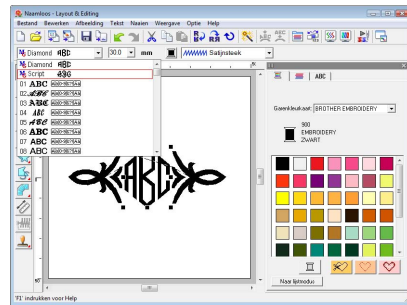 Naamloos - Layout & Editing
Bestand Bewerken Afbeelding Tekst Naaien Weergave Optie Help
Diamond ABC 30.0 mm Satijnsteek
Diamond ABC
Script ABC
01 ABC
02 ABC
03 ABC
04 ABC
05 ABC
06 ABC
07 ABC
08 ABC
ABC
ABC
Garenkleurkaart: BROTHER EMBROIDERY
900
EMBROIDERY
ZWART
Naar lijstmodus
'F1' indrukken voor Help